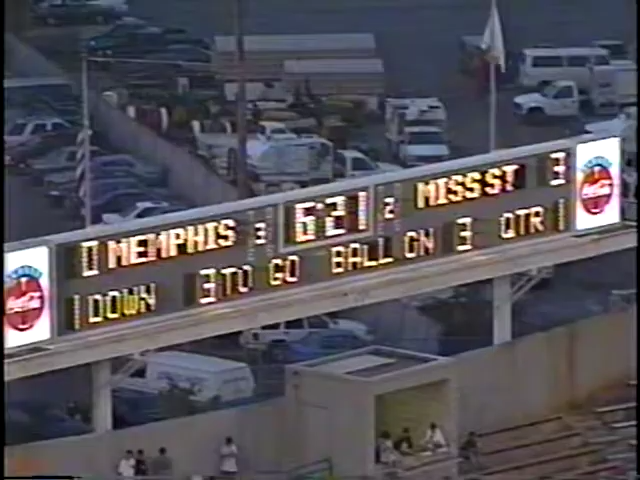 0 MEMPHIS 3 6:21 2 MISS ST 3
1 DOWN 3 TO GO BALL ON 3 QTR 1
Coca-Cola
Coca-Cola